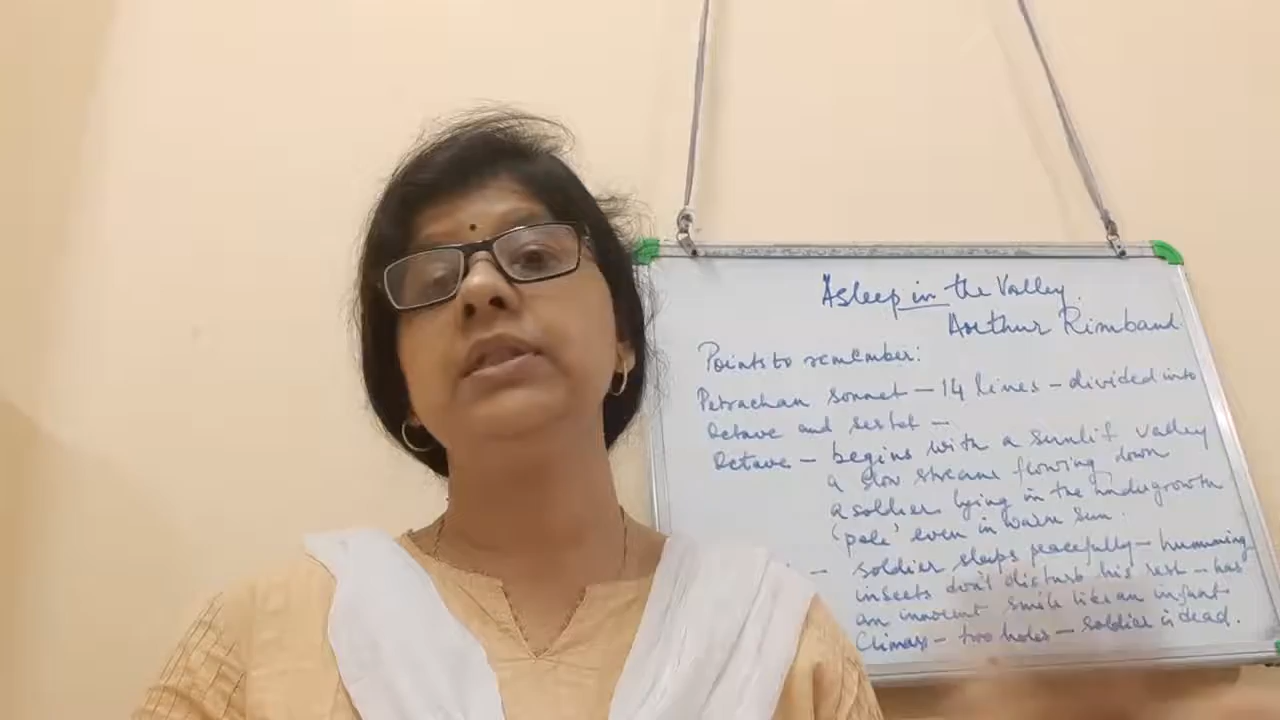 Asleep in the Valley
Arthur Rimbaud
Points to remember:
Petrachan sonnet - 14 lines - divided into
Octave and sestet -
Octave - begins with a sunlit valley
a slow stream flowing down
a soldier lying in the undergrowth
'pale' even in warm sun.
- soldier sleeps peacefully - humming
insects don't disturb his rest - has
an innocent smile like an infant
Climax - two holes - soldier is dead.